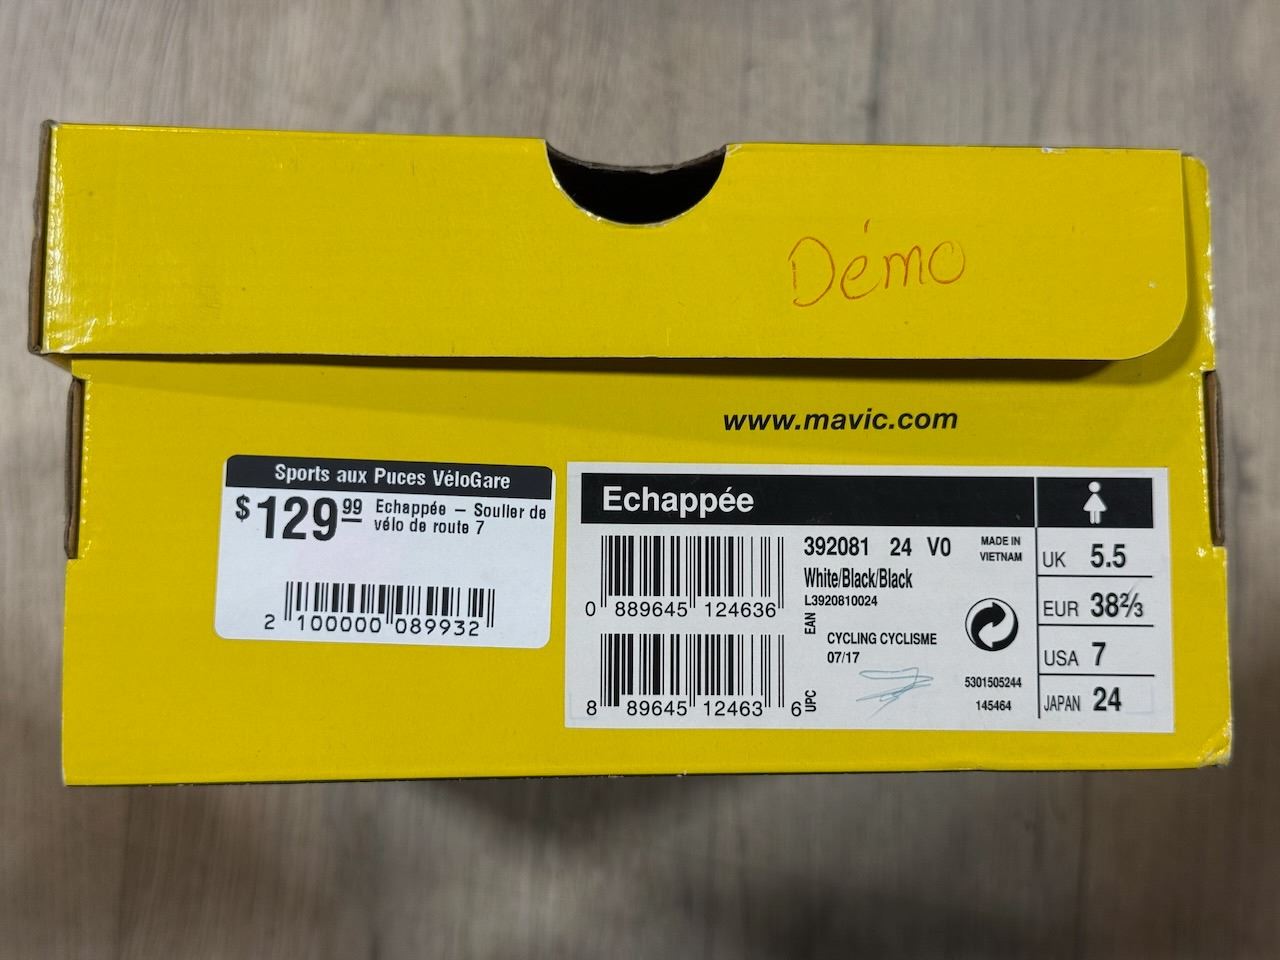 Démo
www.mavic.com
Sports aux Puces VéloGare
$129.99 Echappée – Soulier de
vélo de route 7
2 100000 089932
Echappée
392081 24 V0
MADE IN
VIETNAM
White/Black/Black
L3920810024
0 889645 124636
EAN
CYCLING CYCLISME
07/17
8 89645 12463 6
UPC
5301505244
145464
UK 5.5
EUR 38⅔
USA 7
JAPAN 24